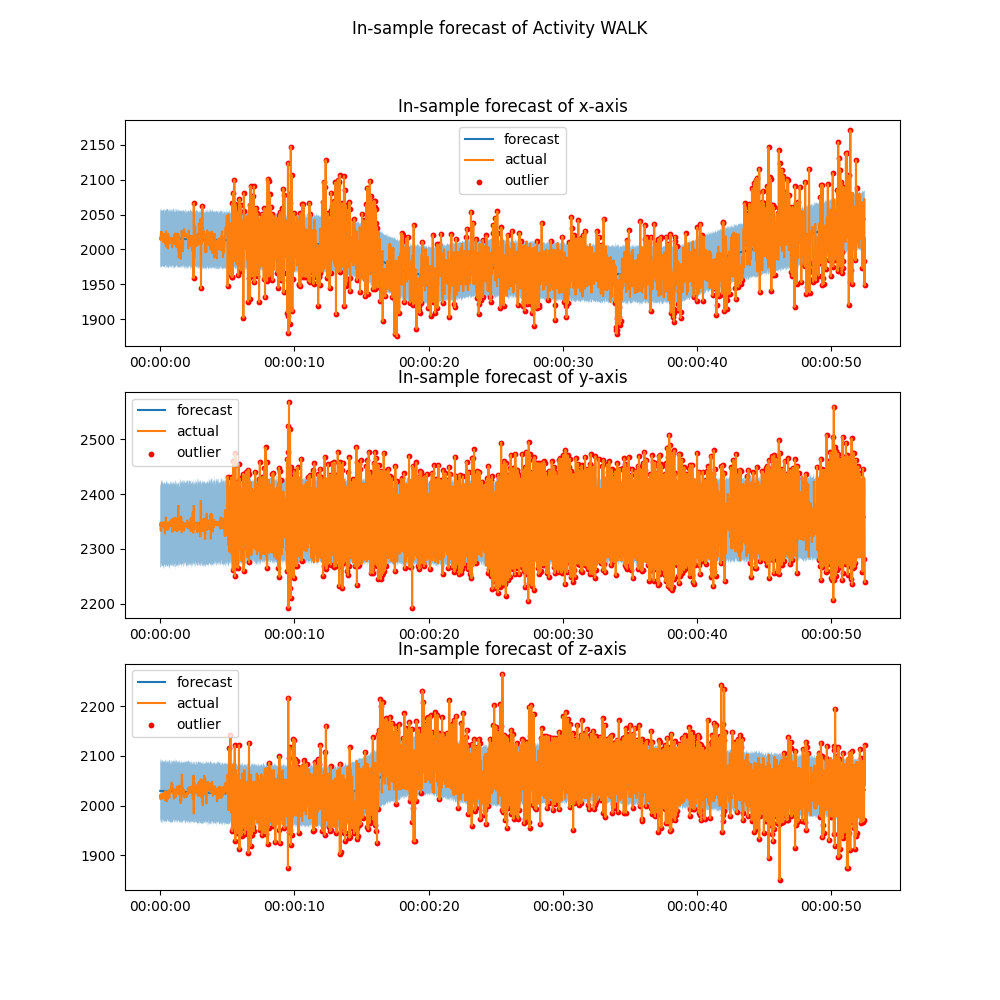 In-sample forecast of Activity WALK
In-sample forecast of x-axis
forecast
actual
outlier
2150
2100
2050
2000
1950
1900
00:00:00 00:00:10 00:00:20 00:00:30 00:00:40 00:00:50
In-sample forecast of y-axis
forecast
actual
outlier
2500
2400
2300
2200
00:00:00 00:00:10 00:00:20 00:00:30 00:00:40 00:00:50
In-sample forecast of z-axis
forecast
actual
outlier
2200
2100
2000
1900
00:00:00 00:00:10 00:00:20 00:00:30 00:00:40 00:00:50